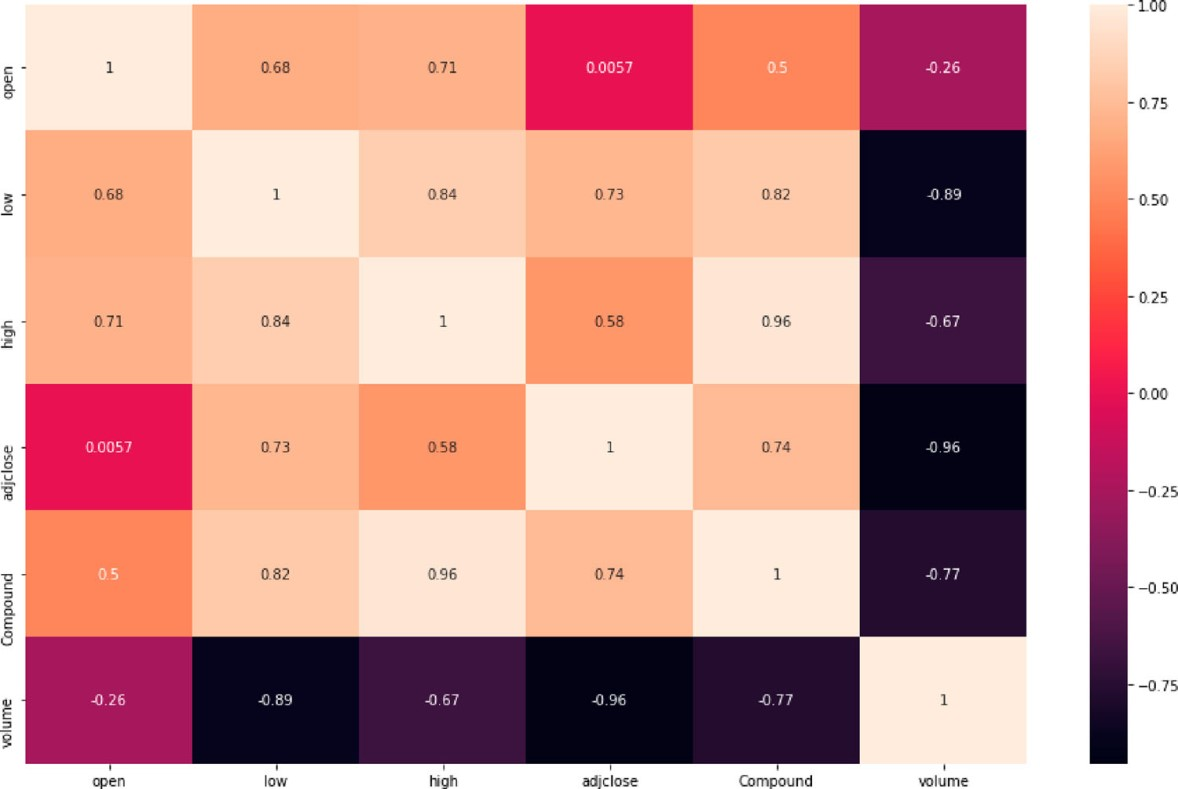 open 1 0.68 0.71 0.0057 0.5 -0.26
low 0.68 1 0.84 0.73 0.82 -0.89
high 0.71 0.84 1 0.58 0.96 -0.67
adjclose 0.0057 0.73 0.58 1 0.74 -0.96
Compound 0.5 0.82 0.96 0.74 1 -0.77
volume -0.26 -0.89 -0.67 -0.96 -0.77 1
open low high adjclose Compound volume
1.00
0.75
0.50
0.25
0.00
−0.25
−0.50
−0.75